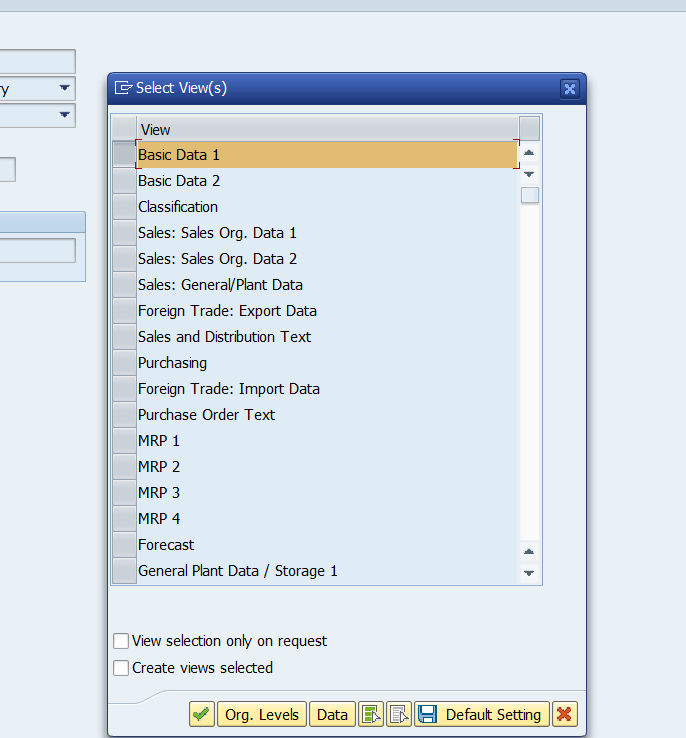 ry
Select View(s)
View
Basic Data 1
Basic Data 2
Classification
Sales: Sales Org. Data 1
Sales: Sales Org. Data 2
Sales: General/Plant Data
Foreign Trade: Export Data
Sales and Distribution Text
Purchasing
Foreign Trade: Import Data
Purchase Order Text
MRP 1
MRP 2
MRP 3
MRP 4
Forecast
General Plant Data / Storage 1
View selection only on request
Create views selected
Org. Levels Data Default Setting